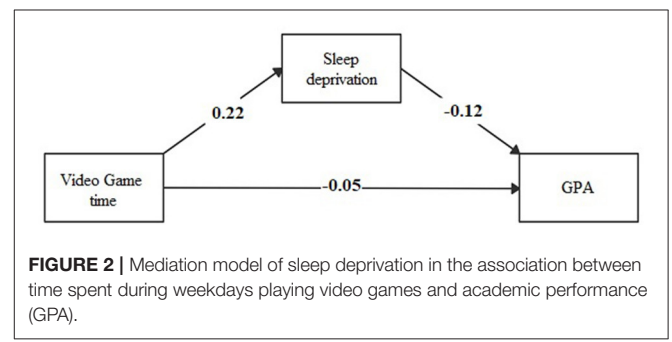 Sleep
deprivation
0.22
-0.12
Video Game
time
-0.05
GPA
FIGURE 2 | Mediation model of sleep deprivation in the association between
time spent during weekdays playing video games and academic performance
(GPA).